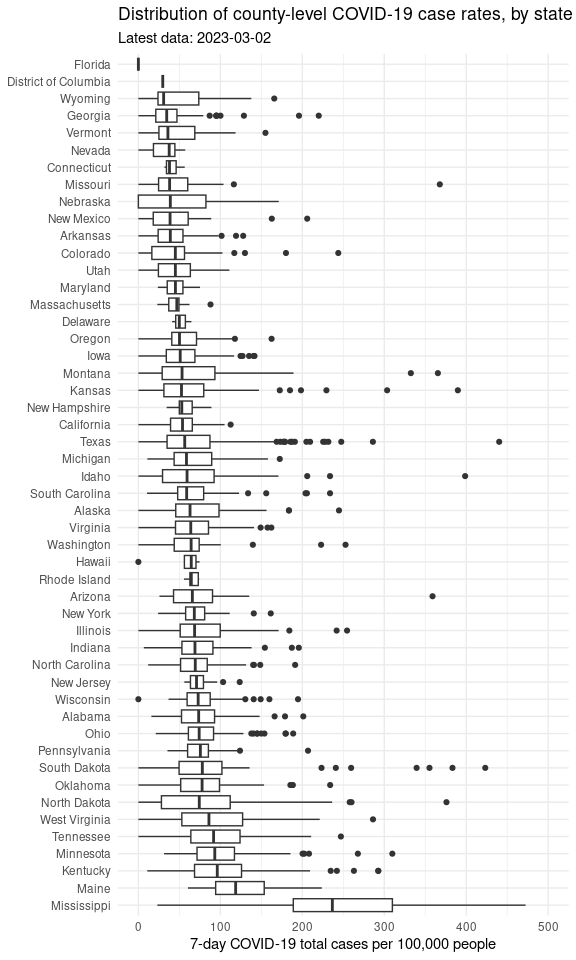 Distribution of county-level COVID-19 case rates, by state
Latest data: 2023-03-02
Florida
District of Columbia
Wyoming
Georgia
Vermont
Nevada
Connecticut
Missouri
Nebraska
New Mexico
Arkansas
Colorado
Utah
Maryland
Massachusetts
Delaware
Oregon
Iowa
Montana
Kansas
New Hampshire
California
Texas
Michigan
Idaho
South Carolina
Alaska
Virginia
Washington
Hawaii
Rhode Island
Arizona
New York
Illinois
Indiana
North Carolina
New Jersey
Wisconsin
Alabama
Ohio
Pennsylvania
South Dakota
Oklahoma
North Dakota
West Virginia
Tennessee
Minnesota
Kentucky
Maine
Mississippi
0 100 200 300 400 500
7-day COVID-19 total cases per 100,000 people